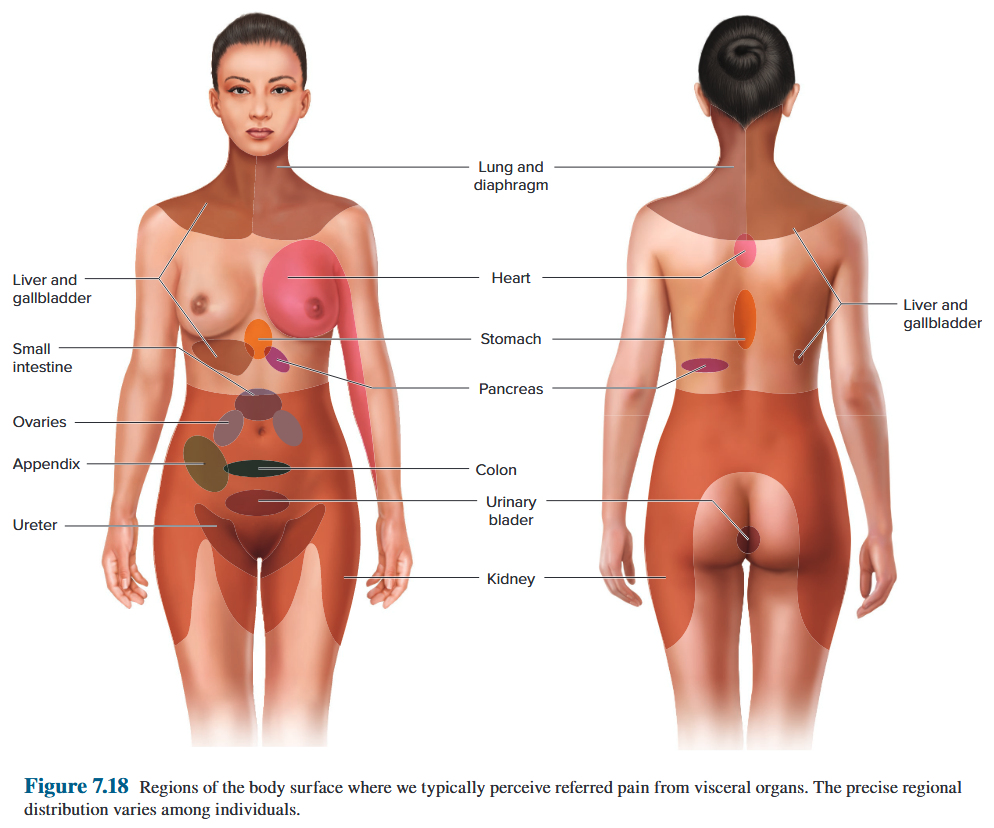 Lung and
diaphragm
Liver and
gallbladder
Heart
Liver and
gallbladder
Small
intestine
Stomach
Pancreas
Ovaries
Appendix
Colon
Urinary
blader
Ureter
Kidney
Figure 7.18 Regions of the body surface where we typically perceive referred pain from visceral organs. The precise regional
distribution varies among individuals.